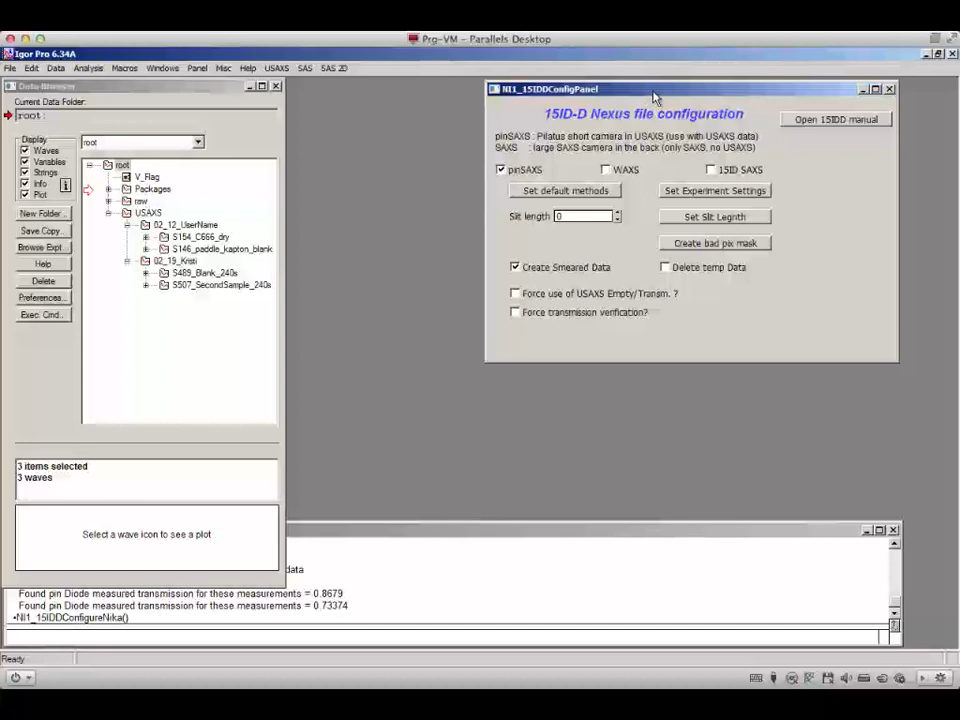 Prg-VM – Parallels Desktop
Igor Pro 6.34A
File Edit Data Analysis Macros Windows Panel Misc Help USAXS SAS SAS 2D
Data Browser
Current Data Folder:
root:
Display
Waves
Variables
Strings
Info
Plot
New Folder...
Save Copy...
Browse Expt...
Help
Delete
Preferences...
Exec. Cmd...
root
root
V_Flag
Packages
raw
USAXS
02_12_UserName
S154_C666_dry
S146_paddle_kapton_blank
02_19_Kristi
S489_Blank_240s
S507_SecondSample_240s
3 items selected
3 waves
Select a wave icon to see a plot
NI1_15IDDConfigPanel
15ID-D Nexus file configuration
Open 15IDD manual
pinSAXS : Pilatus short camera in USAXS (use with USAXS data)
SAXS : large SAXS camera in the back (only SAXS, no USAXS)
pinSAXS WAXS 15ID SAXS
Set default methods Set Experiment Settings
Slit length 0 Set Slit Legnth
Create bad pix mask
Create Smeared Data Delete temp Data
Force use of USAXS Empty/Transm. ?
Force transmission verification?
data
Found pin Diode measured transmission for these measurements = 0.8679
Found pin Diode measured transmission for these measurements = 0.73374
•NI1_15IDDConfigureNika()
Ready